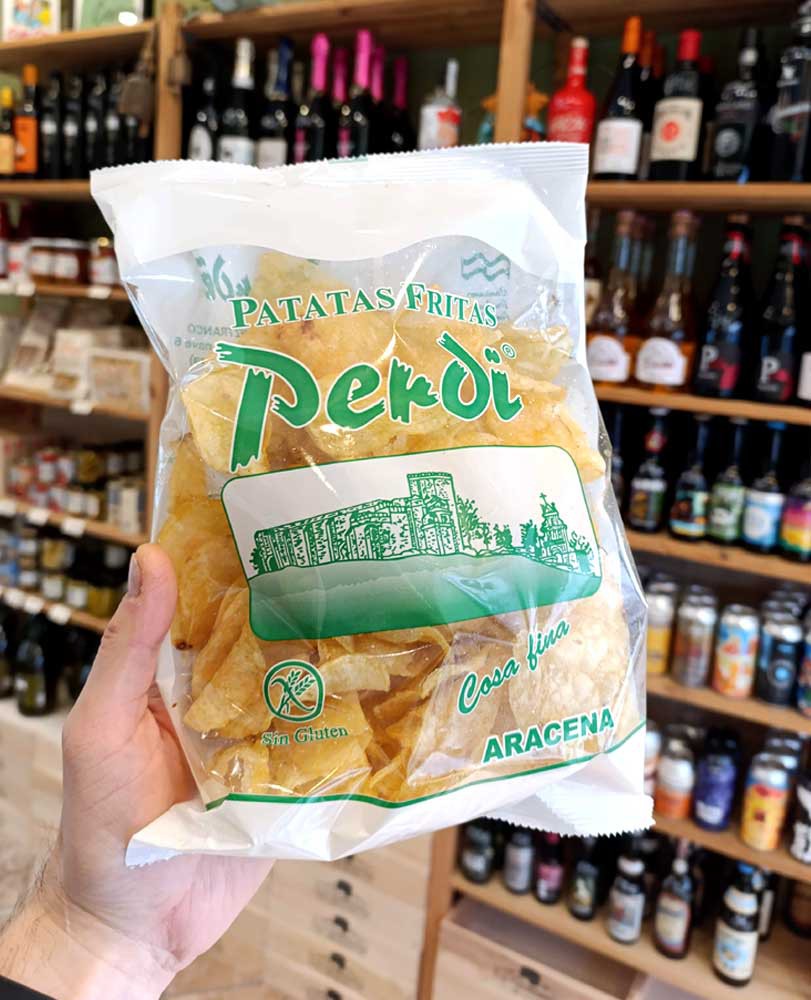 PATATAS FRITAS
Perdi®
Cosa fina
Sin Gluten
ARACENA